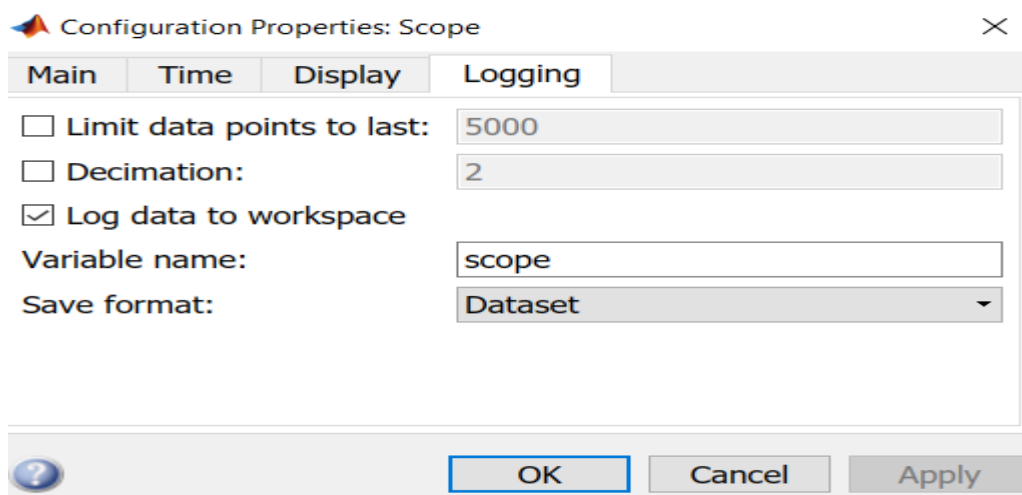 Configuration Properties: Scope
Main Time Display Logging
Limit data points to last: 5000
Decimation: 2
Log data to workspace
Variable name: scope
Save format: Dataset
? OK Cancel Apply